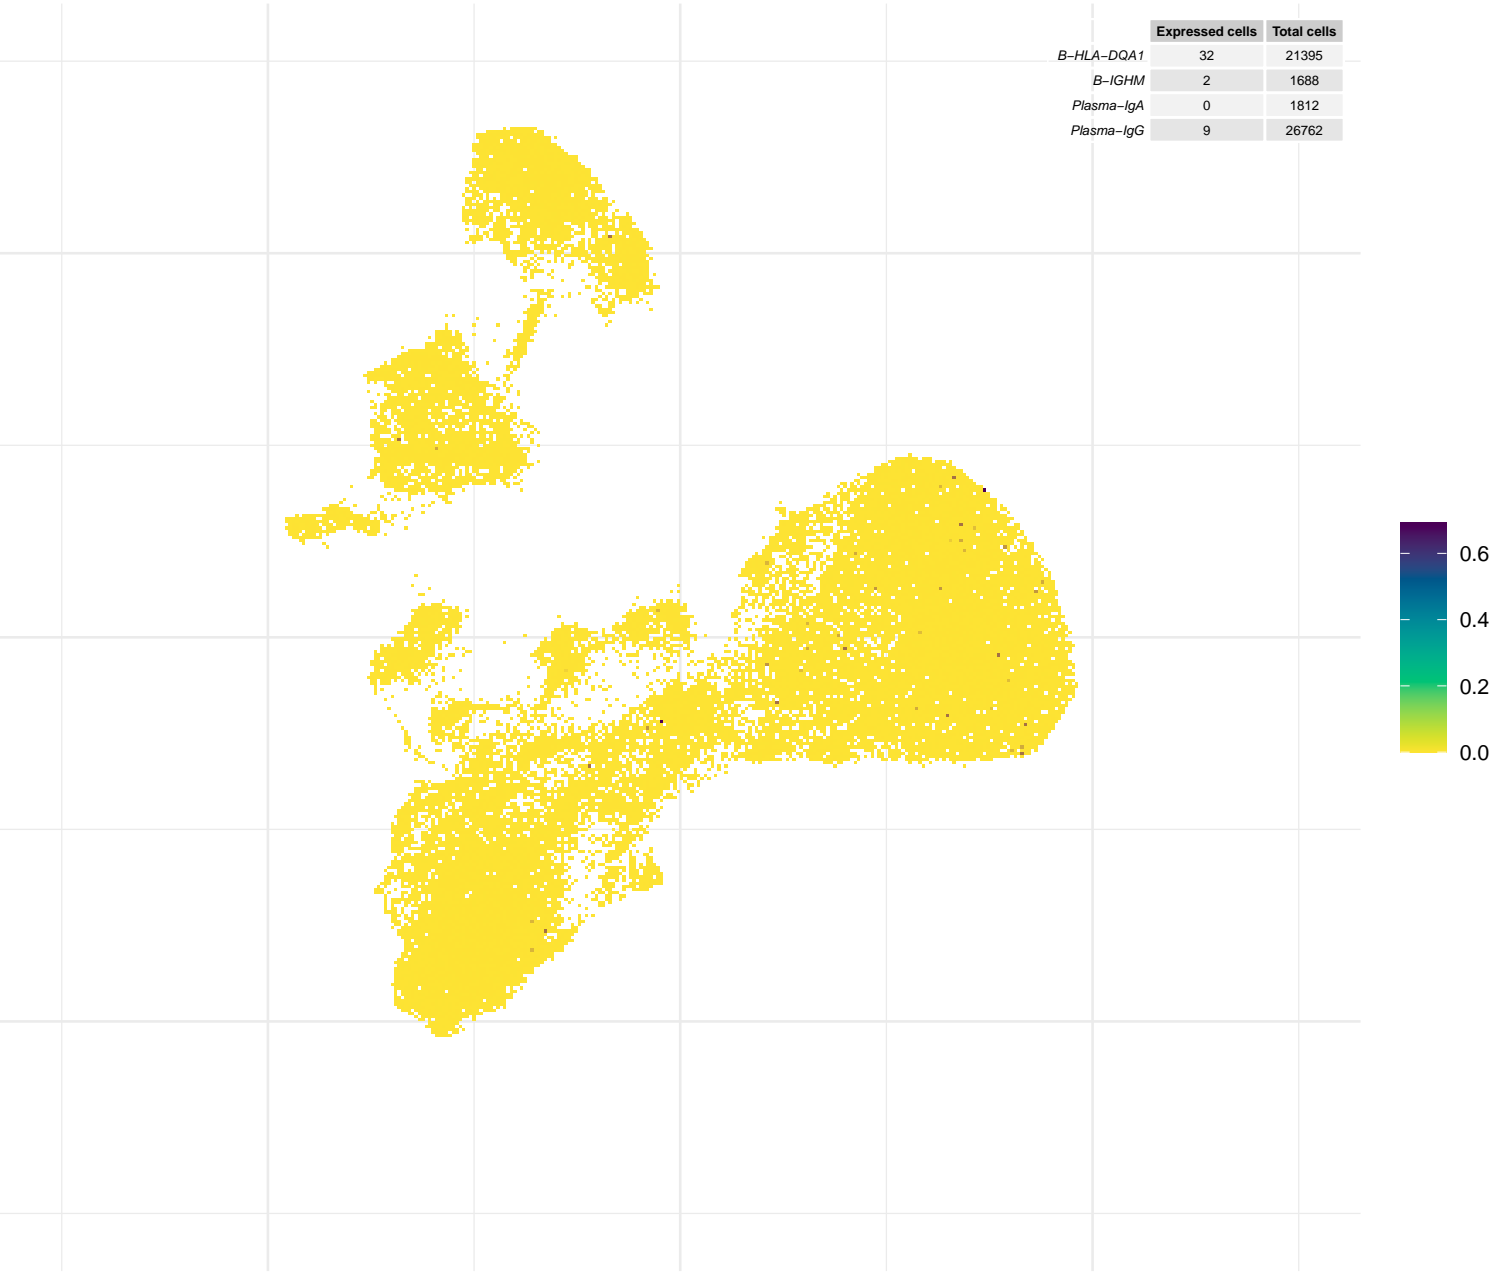 Expressed cells Total cells
B−HLA−DQA1 32 21395
B−IGHM 2 1688
Plasma−IgA 0 1812
Plasma−IgG 9 26762
0.6
0.4
0.2
0.0